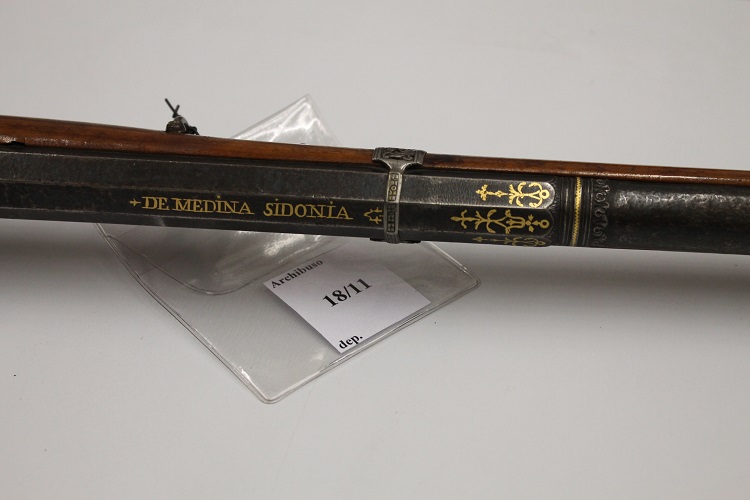 DE MEDINA SIDONIA
Archibuso
18/11
dep.